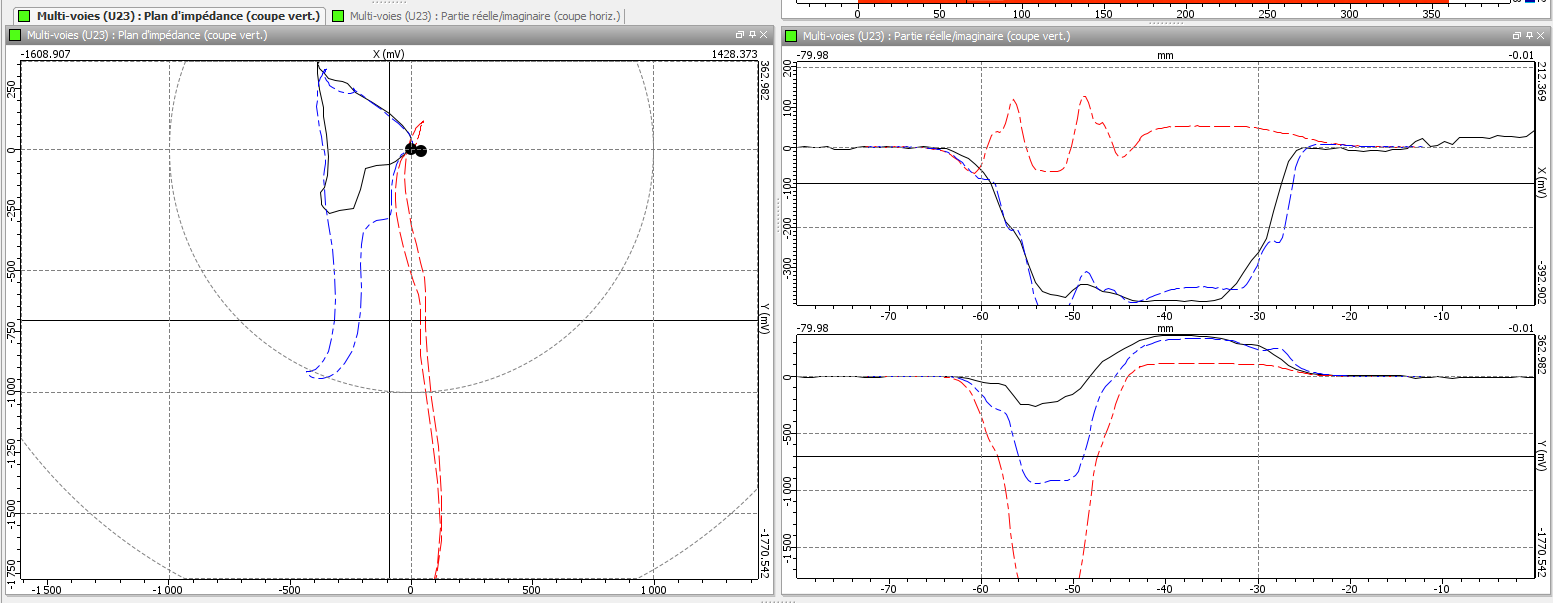 0 50 100 150 200 250 300 350
Multi-voies (U23) : Plan d'impédance (coupe vert.)
Multi-voies (U23) : Partie réelle/imaginaire (coupe horiz.)
Multi-voies (U23) : Plan d'impédance (coupe vert.)
-1608.907 X (mV) 1428.373
362.982
250
0
-250
-500
-750
-1 000
-1 250
-1 500
-1 750
Y (mV)
-1770.542
-1 500 -1 000 -500 0 500 1 000
Multi-voies (U23) : Partie réelle/imaginaire (coupe vert.)
-79.98 mm -0.01
212.369
200
100
0
-100
-200
-300
X (mV)
-392.902
-70 -60 -50 -40 -30 -20 -10
-79.98 mm -0.01
362.982
0
-500
-1 000
-1 500
Y (mV)
-1770.542
-70 -60 -50 -40 -30 -20 -10